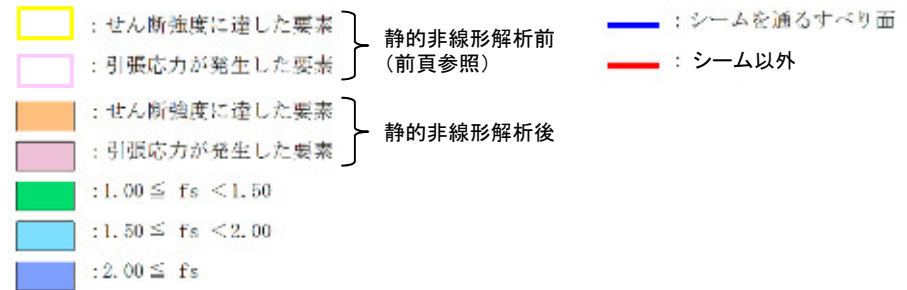 ：せん断強度に達した要素
：引張応力が発生した要素
静的非線形解析前
（前頁参照）
：せん断強度に達した要素
：引張応力が発生した要素
静的非線形解析後
:1.00≦ fs <1.50
:1.50≦ fs <2.00
:2.00≦ fs
：シームを通るすべり面
：シーム以外